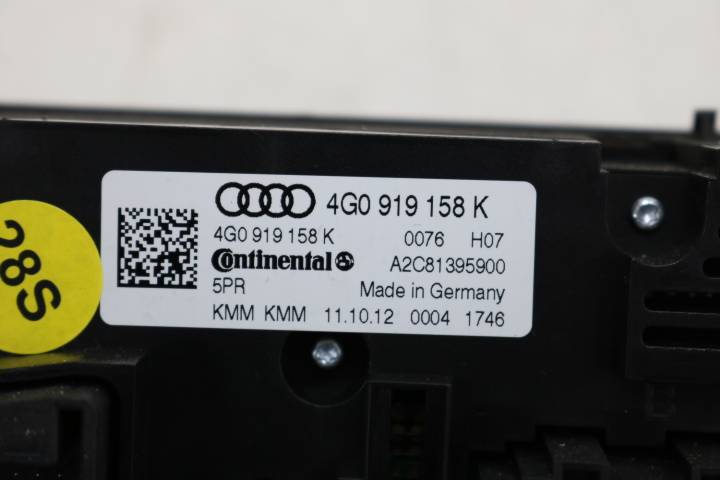 4G0 919 158 K
4G0 919 158 K 0076 H07
Continental A2C81395900
5PR Made in Germany
KMM KMM 11.10.12 0004 1746
28S